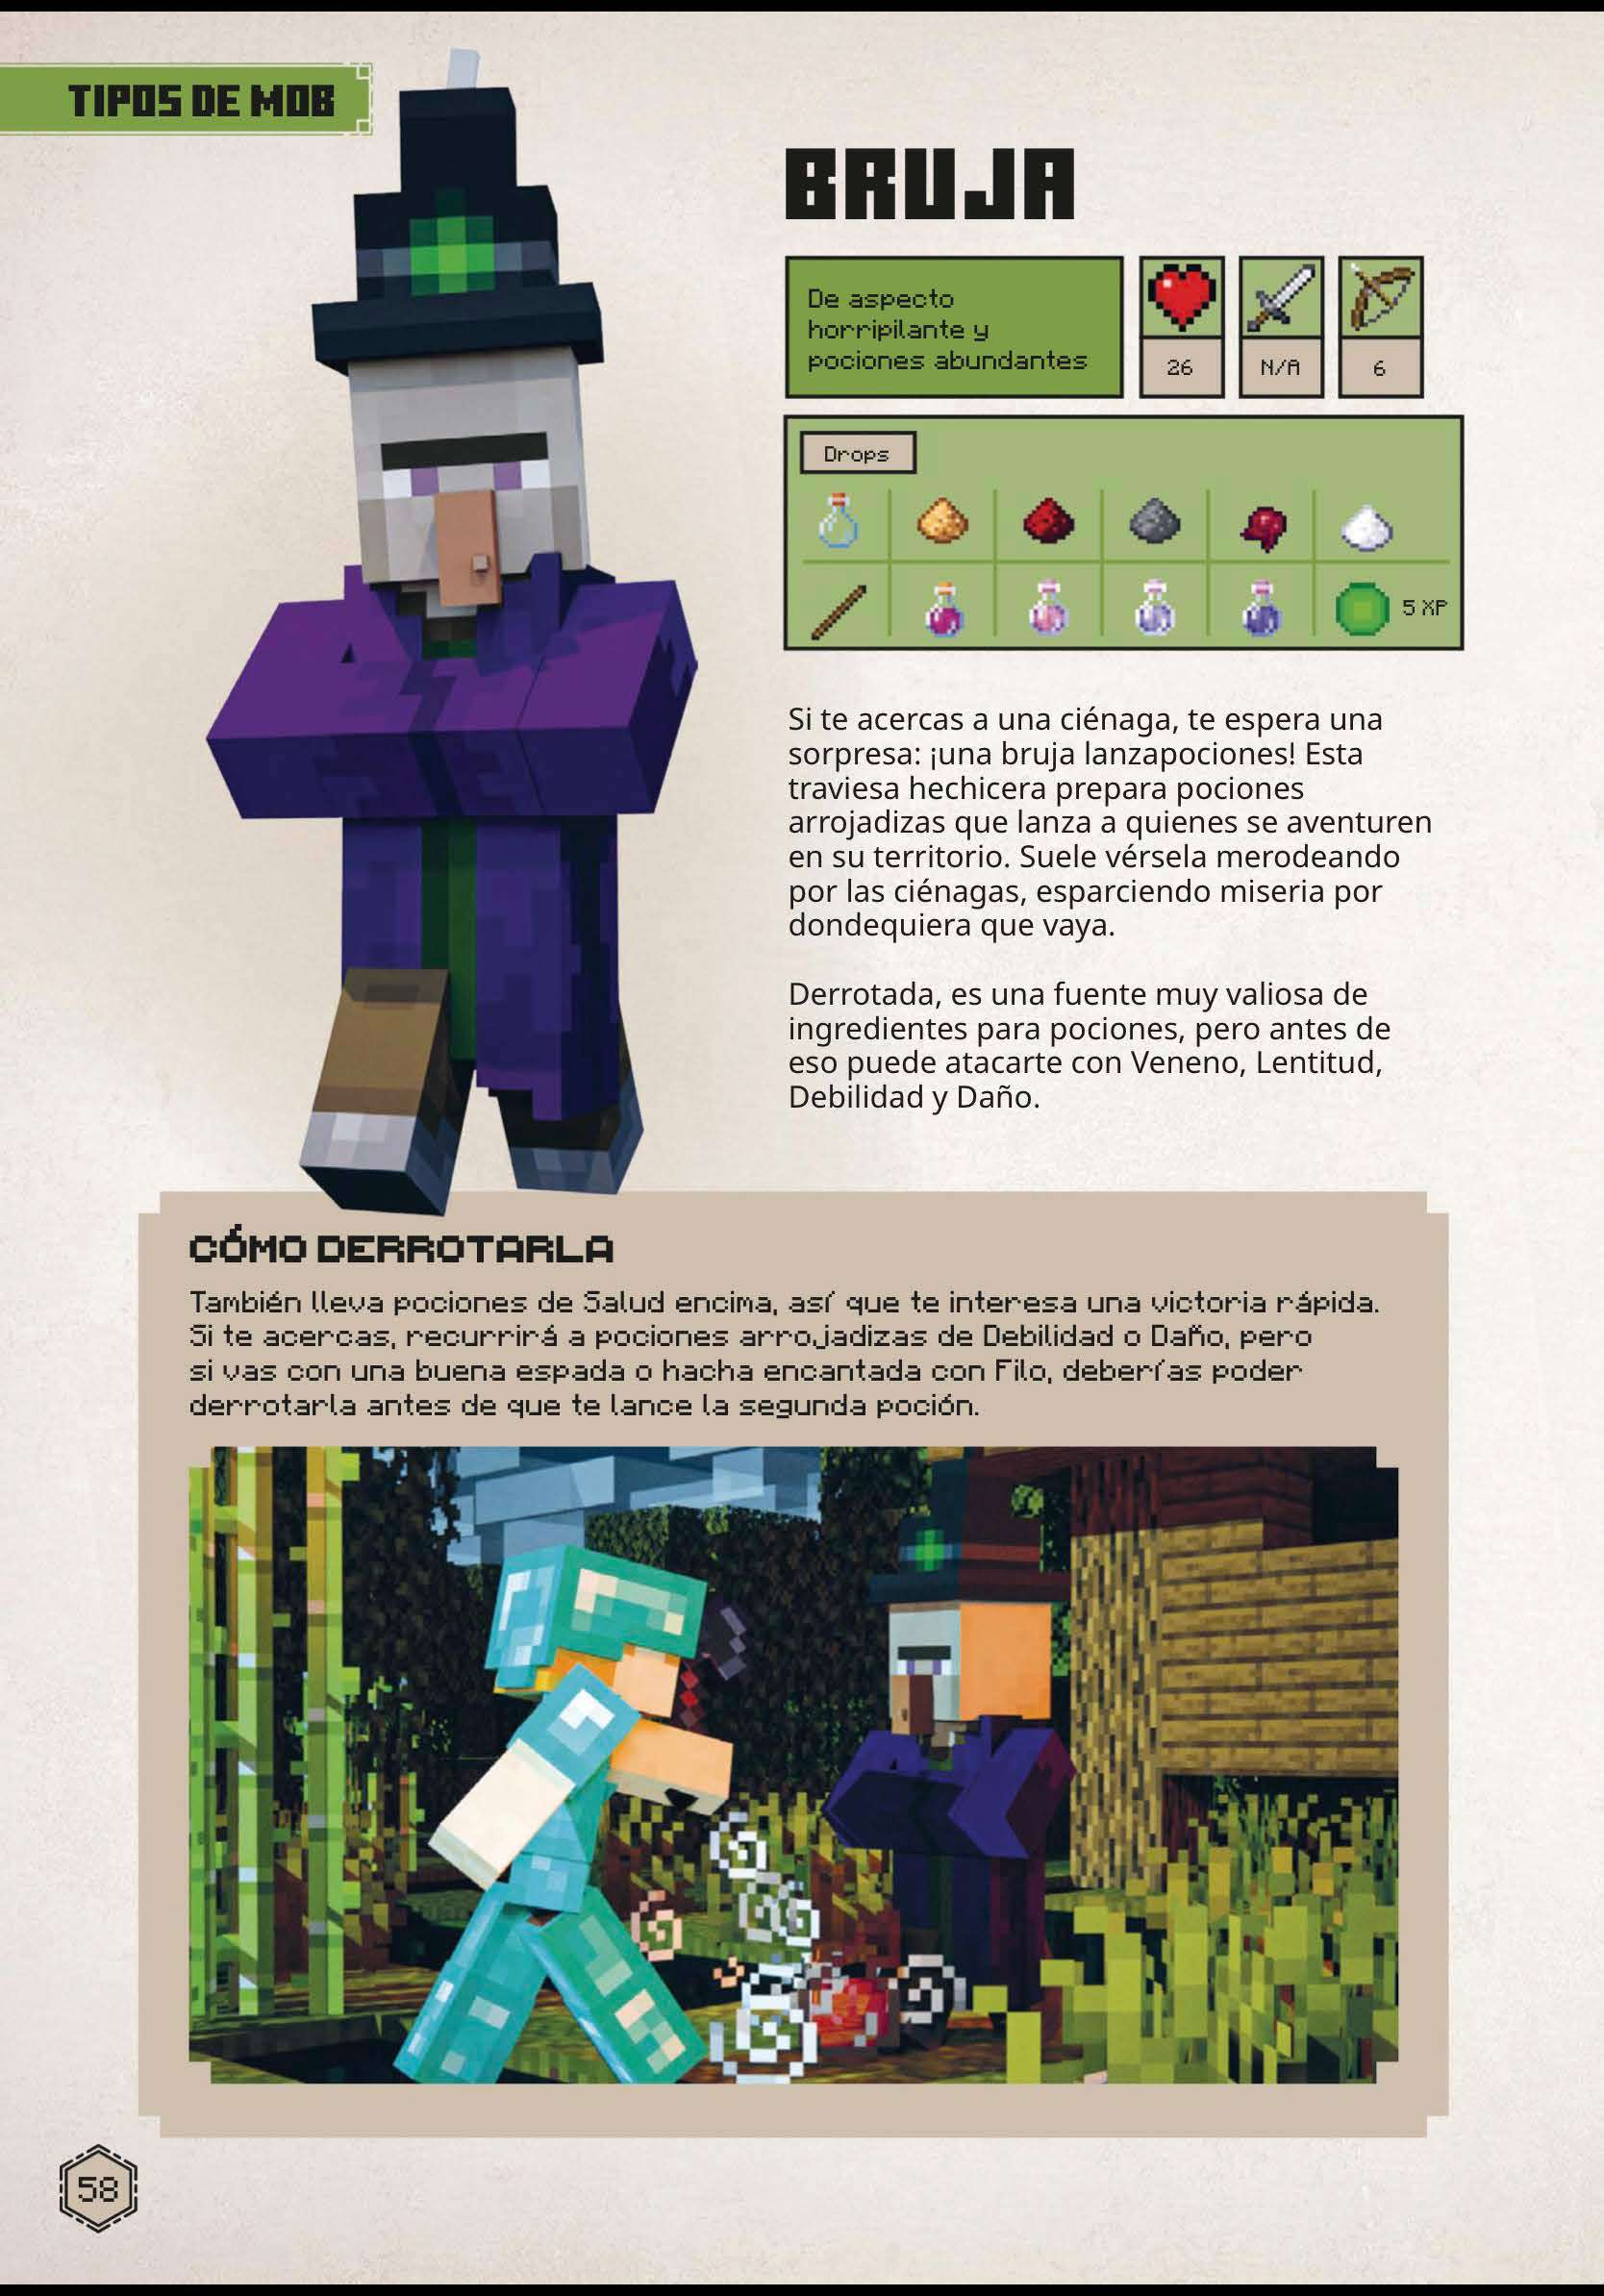 TIPOS DE MOB
BRUJA
De aspecto
horripilante y
pociones abundantes
26
N/A
6
Drops
5 XP
Si te acercas a una ciénaga, te espera una
sorpresa: ¡una bruja lanzapociones! Esta
traviesa hechicera prepara pociones
arrojadizas que lanza a quienes se aventuren
en su territorio. Suele vérsela merodeando
por las ciénagas, esparciendo miseria por
dondequiera que vaya.
Derrotada, es una fuente muy valiosa de
ingredientes para pociones, pero antes de
eso puede atacarte con Veneno, Lentitud,
Debilidad y Daño.
CÓMO DERROTARLA
También lleva pociones de Salud encima, así que te interesa una victoria rápida.
Si te acercas, recurrirá a pociones arrojadizas de Debilidad o Daño, pero
si vas con una buena espada o hacha encantada con Filo, deberías poder
derrotarla antes de que te lance la segunda poción.
58